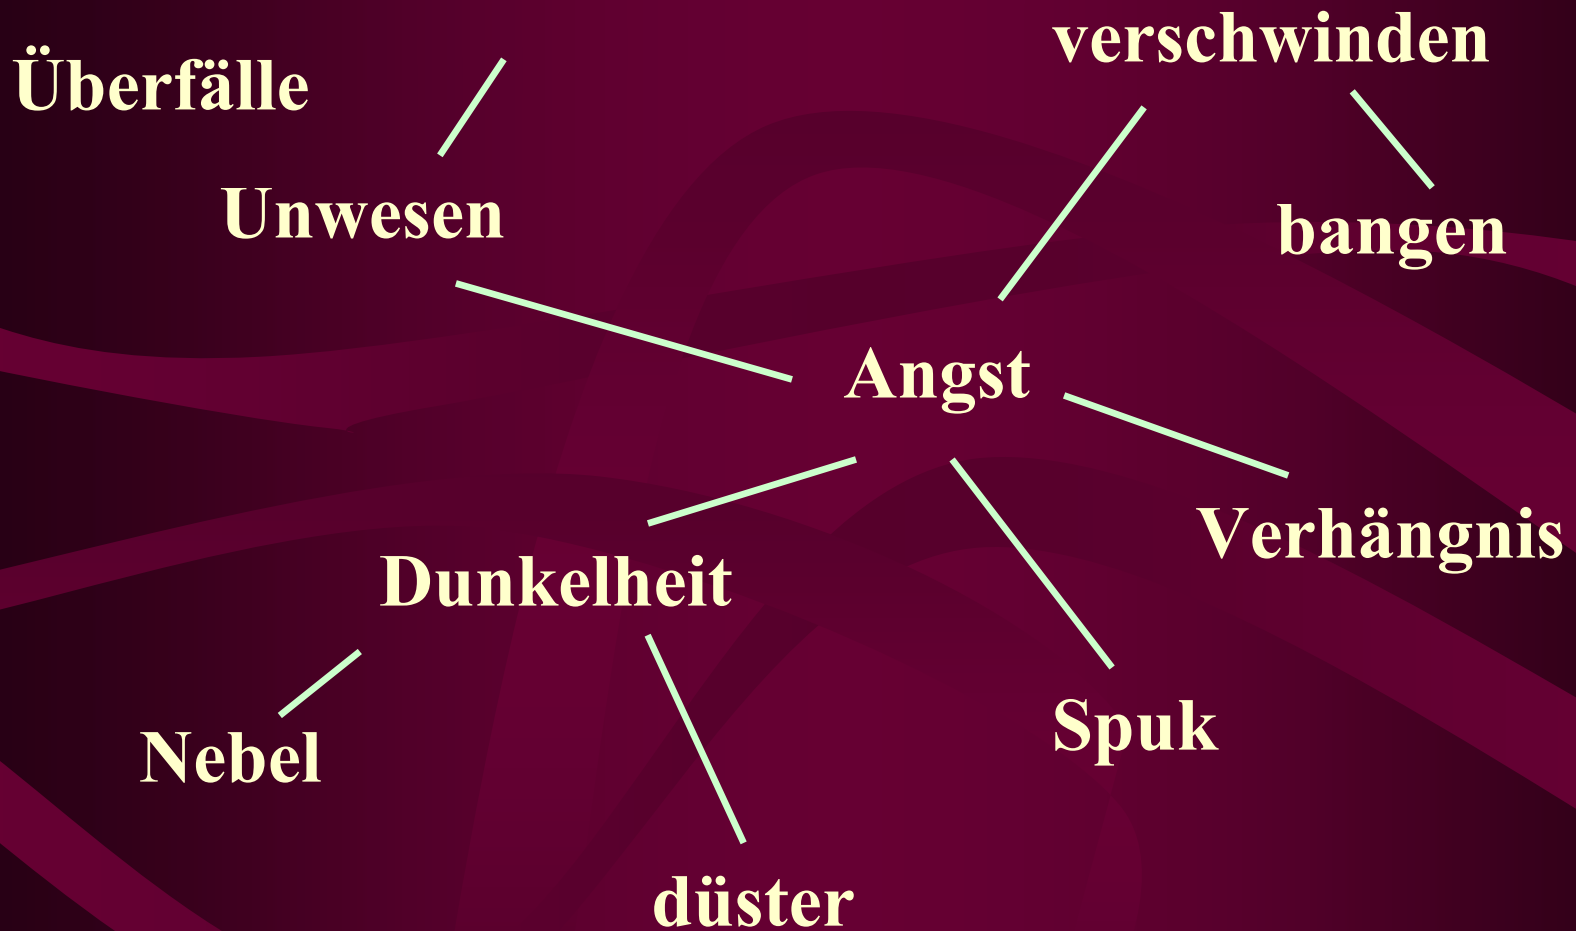 verschwinden
Überfälle
Unwesen
bangen
Angst
Verhängnis
Dunkelheit
Spuk
Nebel
düster